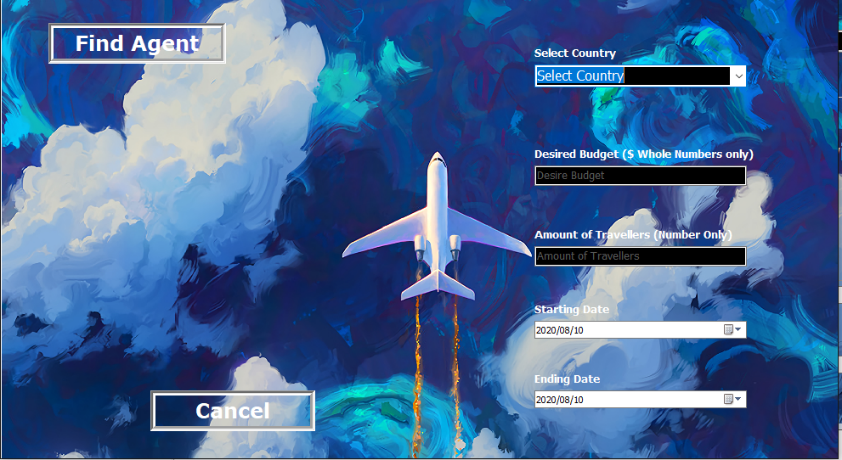 Find Agent
Select Country
Select Country
Desired Budget ($ Whole Numbers only)
Desire Budget
Amount of Travellers (Number Only)
Amount of Travellers
Starting Date
2020/08/10
Ending Date
2020/08/10
Cancel